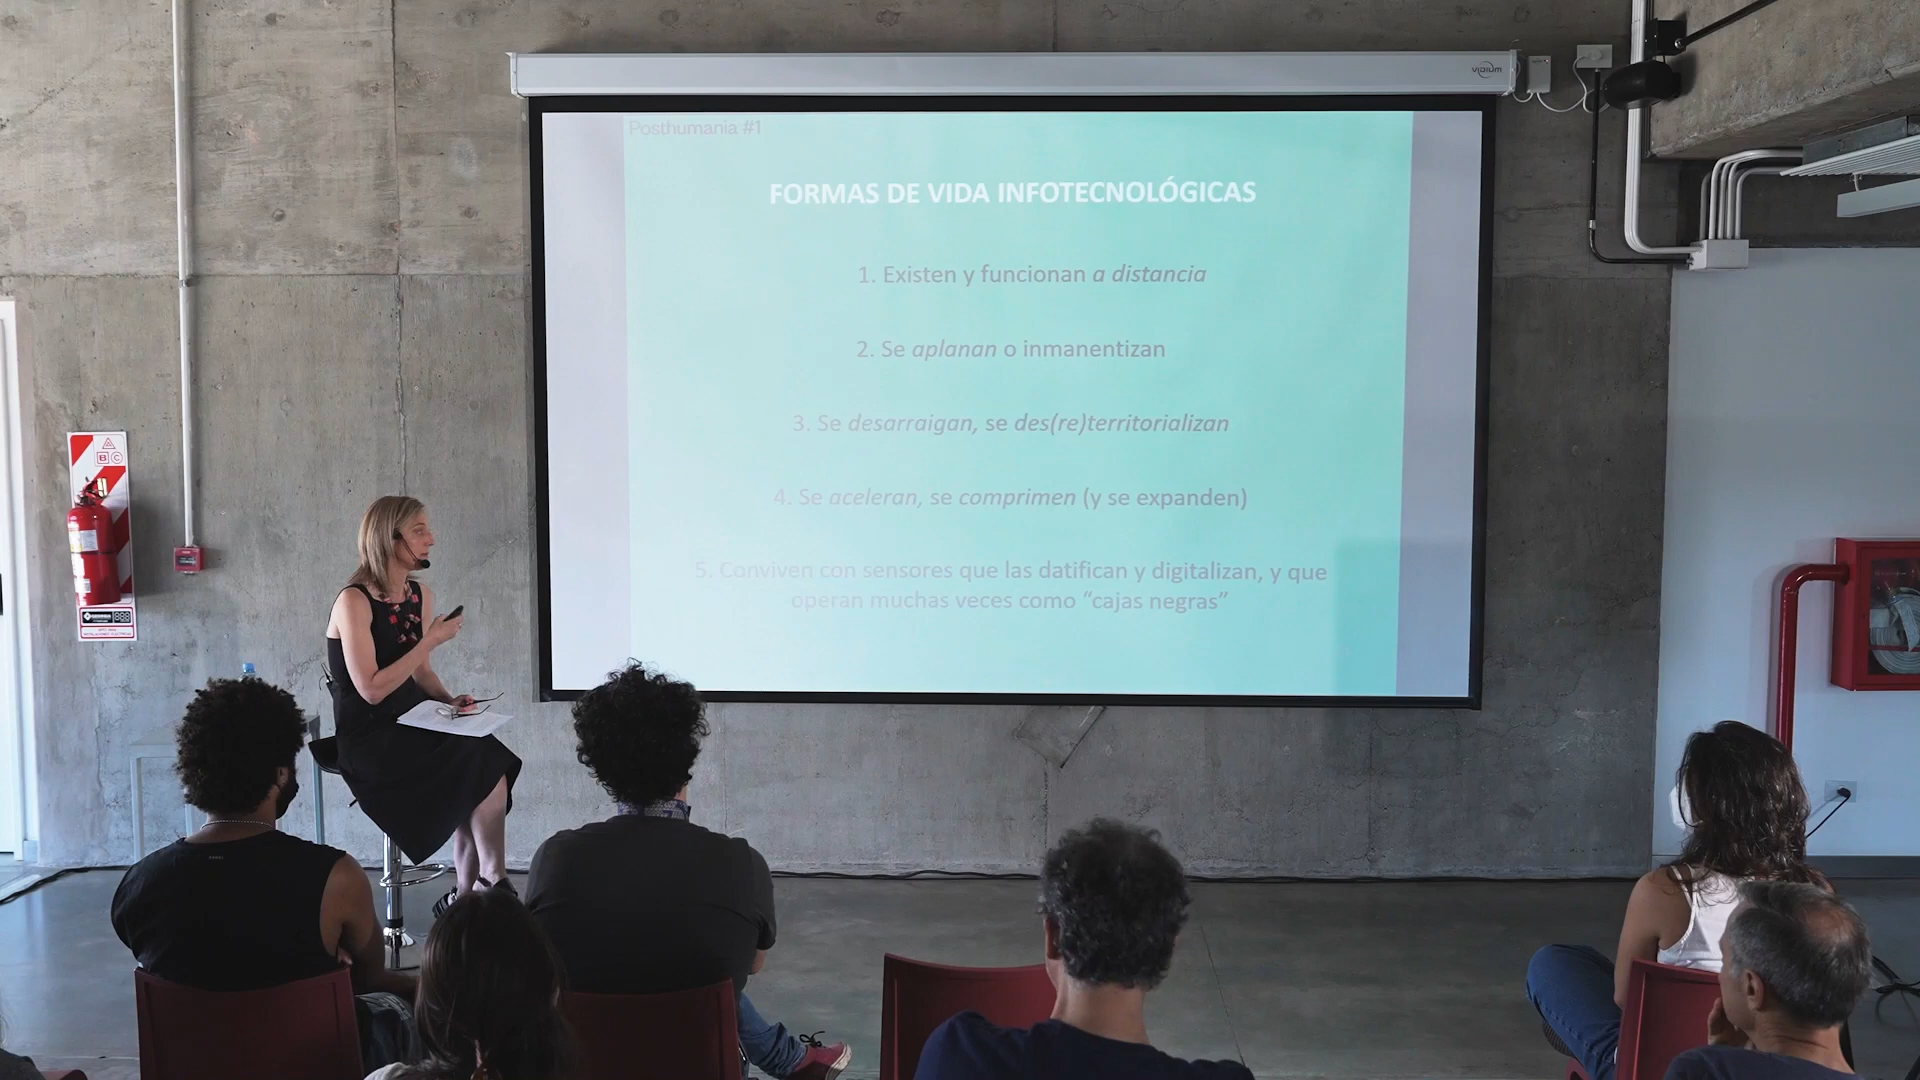 VIDIUM
Posthumania #1
FORMAS DE VIDA INFOTECNOLÓGICAS
1. Existen y funcionan a distancia
2. Se aplanan o inmanentizan
3. Se desarraigan, se des(re)territorializan
4. Se aceleran, se comprimen (y se expanden)
5. Conviven con sensores que las datifican y digitalizan, y que
operan muchas veces como “cajas negras”
A
B C